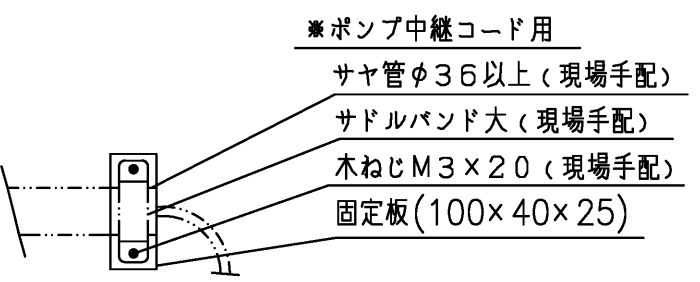 ※ポンプ中継コード用
サヤ管φ36以上(現場手配)
サドルバンド大(現場手配)
木ねじM3×20(現場手配)
固定板(100×40×25)